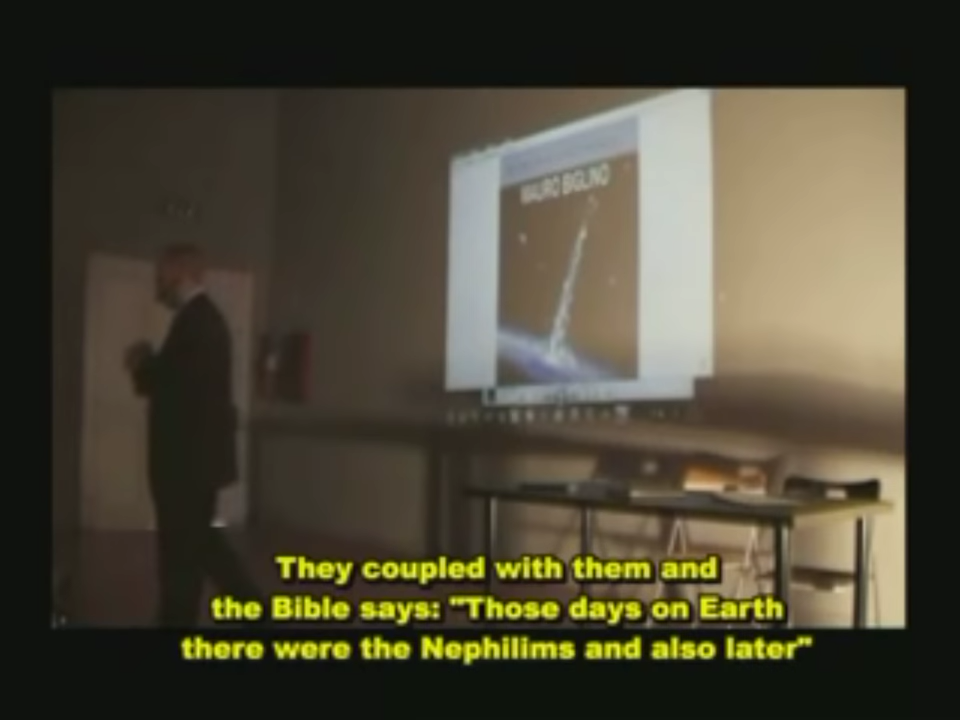 MAURO BIGLINO
They coupled with them and
the Bible says: "Those days on Earth
there were the Nephilims and also later"